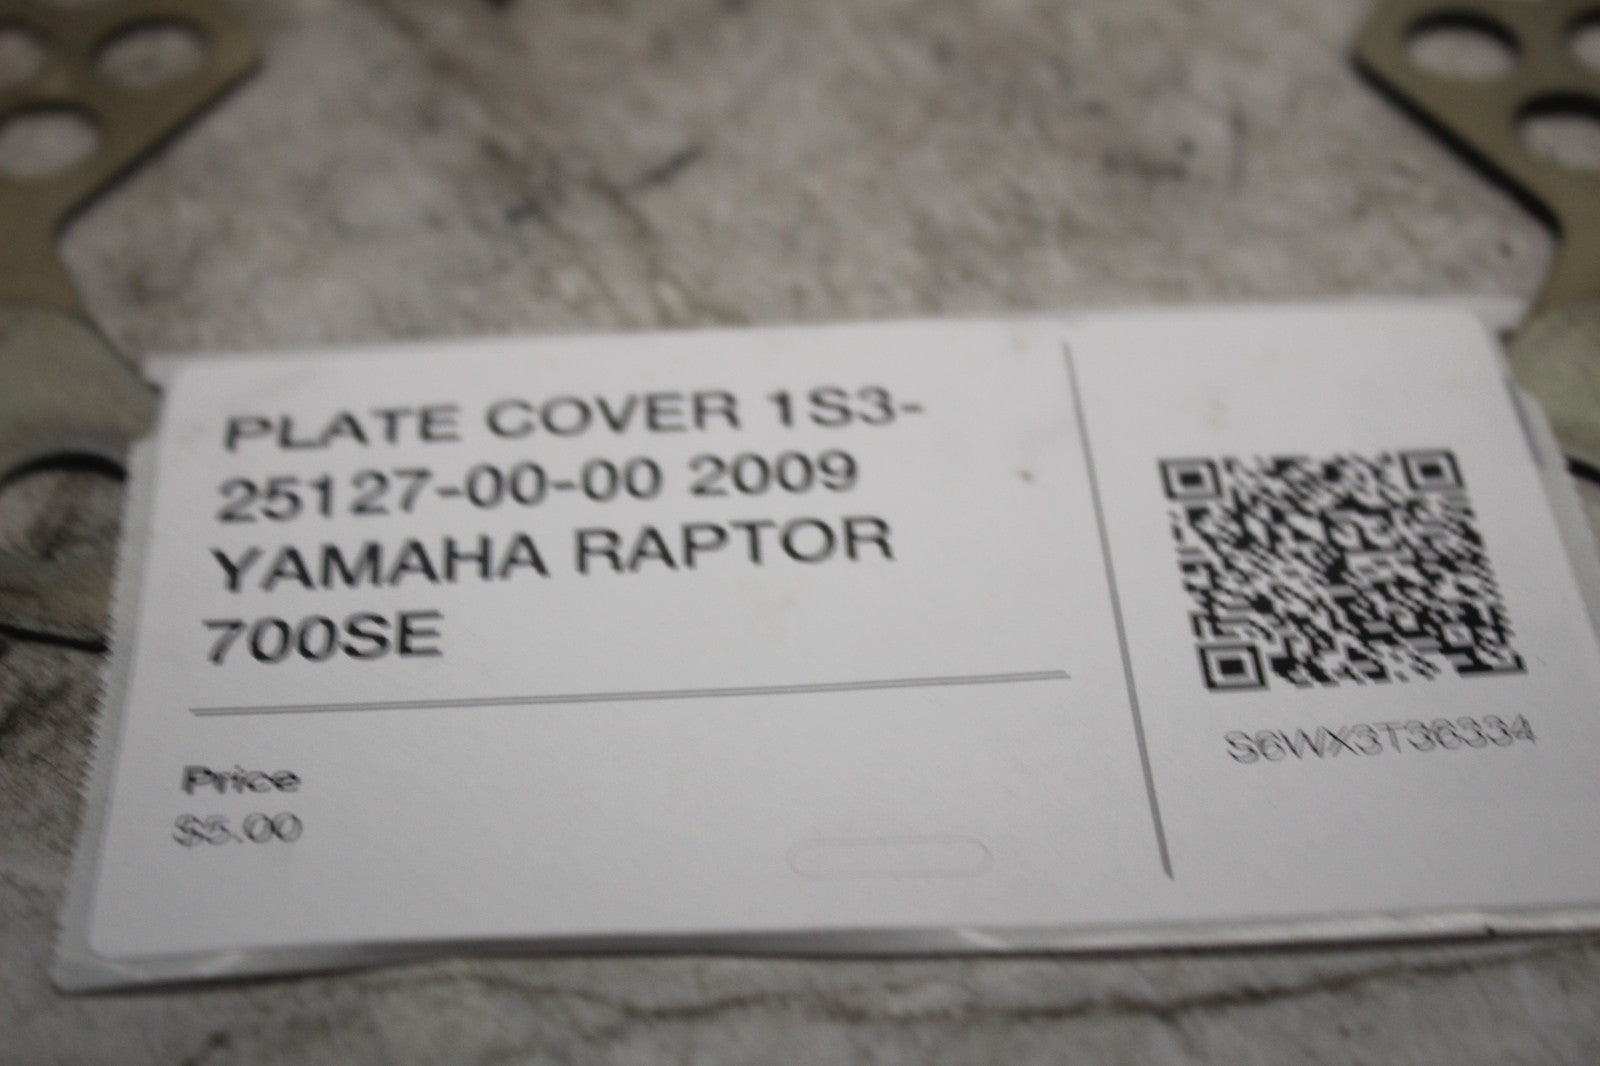 PLATE COVER 1S3-
25127-00-00 2009
YAMAHA RAPTOR
700SE
Price
$5.00
S6WX3T36334